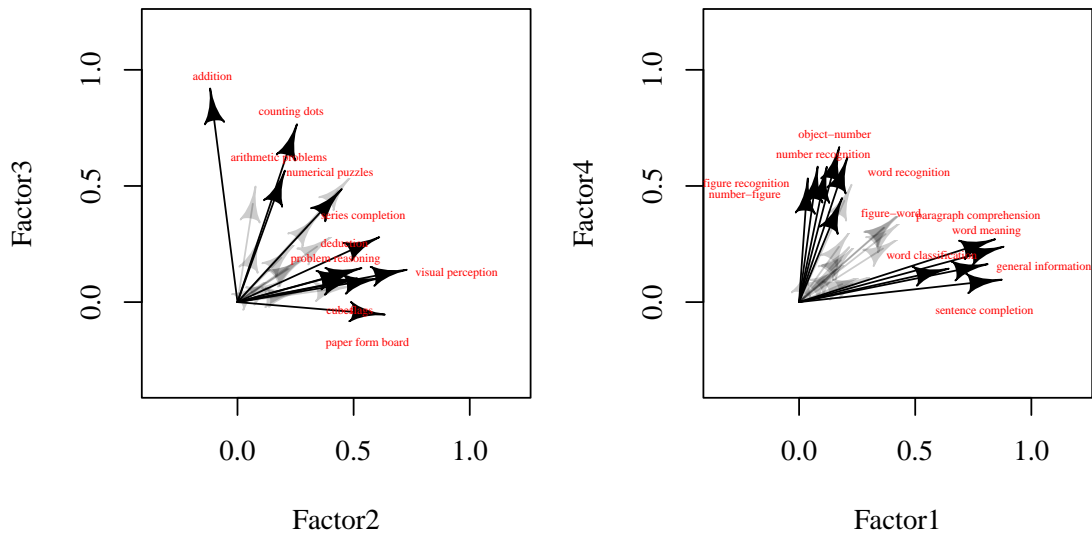 Factor3
1.0
0.5
0.0
addition
counting dots
arithmetic problems
numerical puzzles
series completion
deduction
problem reasoning
visual perception
paper form board
0.0
0.5
1.0
Factor2
Factor4
1.0
0.5
0.0
object−number
number recognition
word recognition
figure recognition
number−figure
figure−word
paragraph comprehension
word meaning
word classification
general information
sentence completion
0.0
0.5
1.0
Factor1